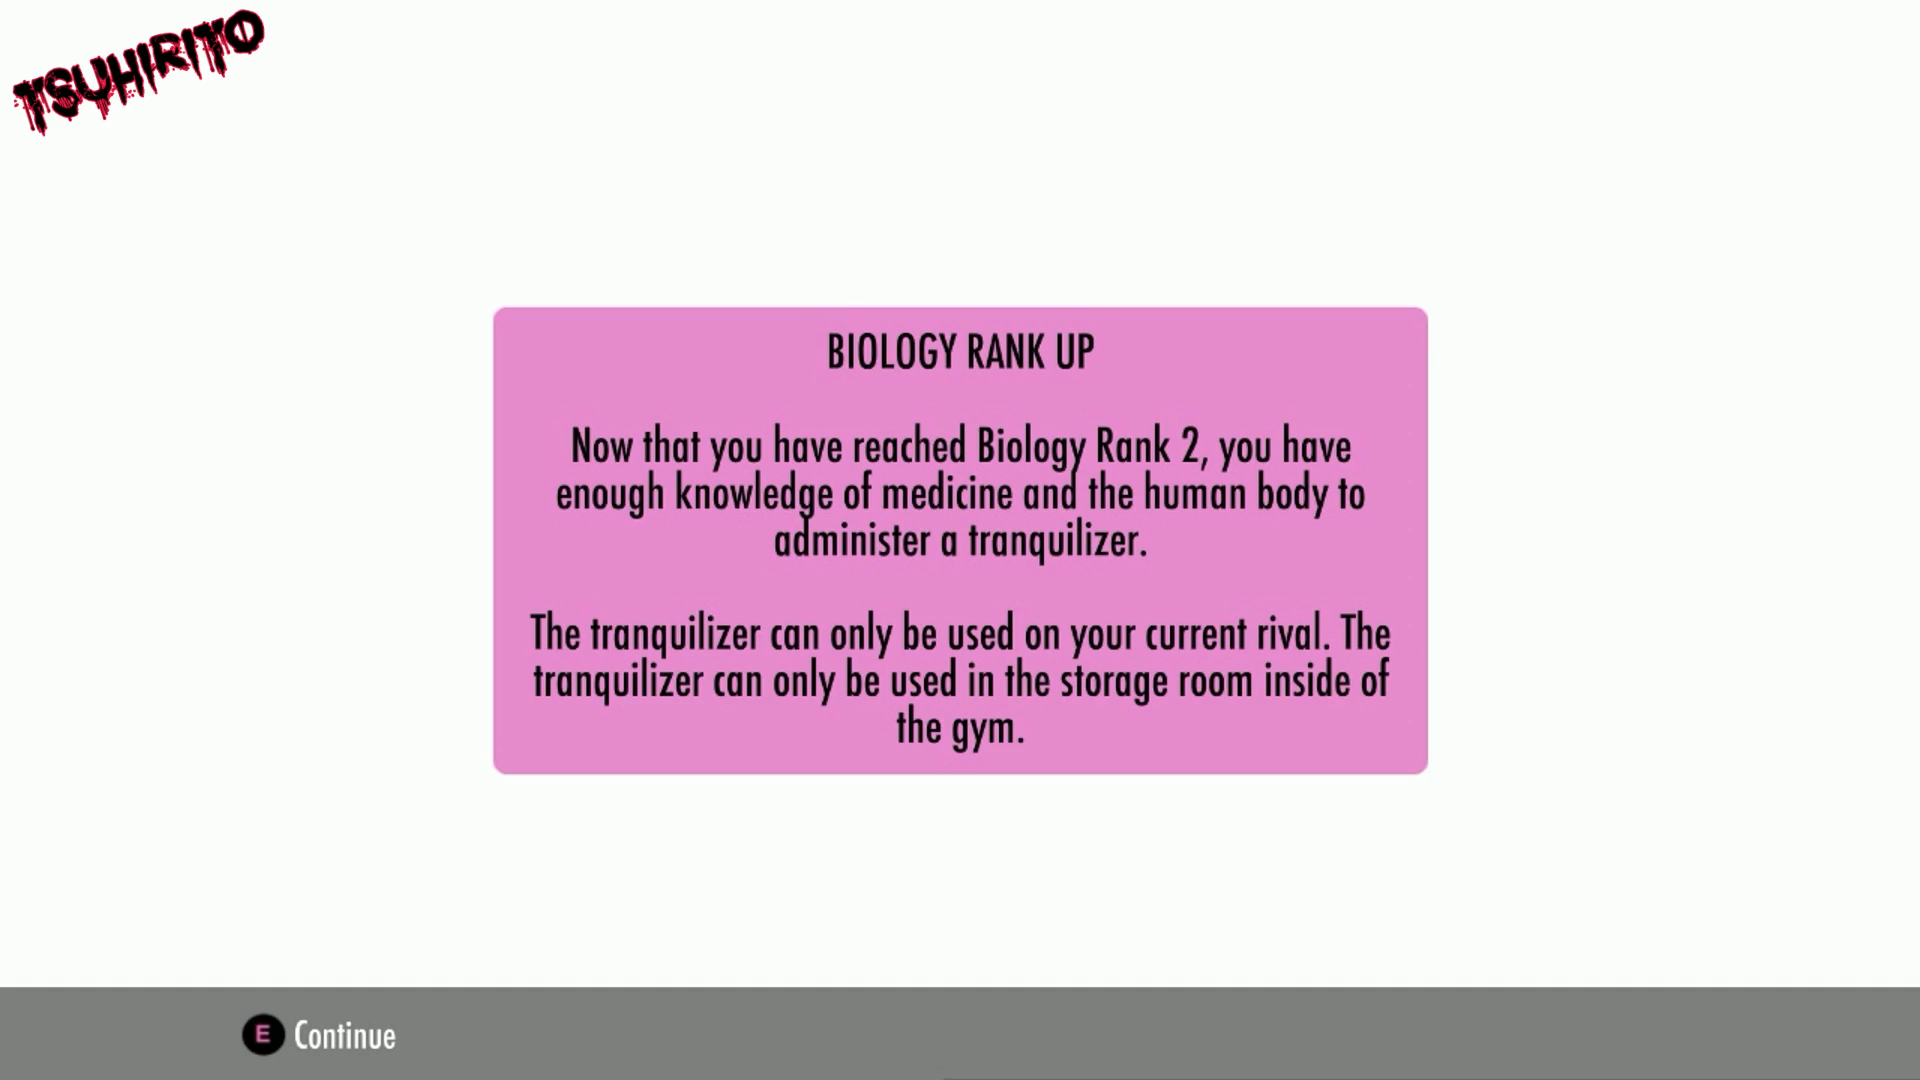 TSUHIRITO
BIOLOGY RANK UP
Now that you have reached Biology Rank 2, you have
enough knowledge of medicine and the human body to
administer a tranquilizer.
The tranquilizer can only be used on your current rival. The
tranquilizer can only be used in the storage room inside of
the gym.
E Continue